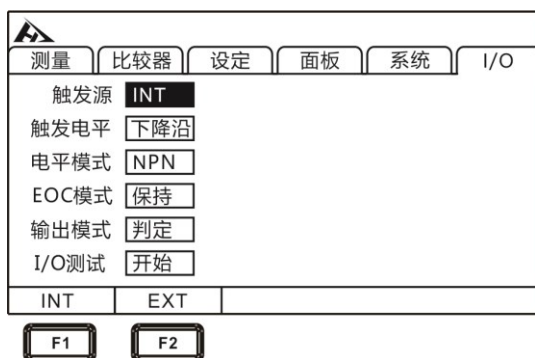 测量 比较器 设定 面板 系统 I/O
触发源 INT
触发电平 下降沿
电平模式 NPN
EOC模式 保持
输出模式 判定
I/O测试 开始
INT EXT
F1 F2